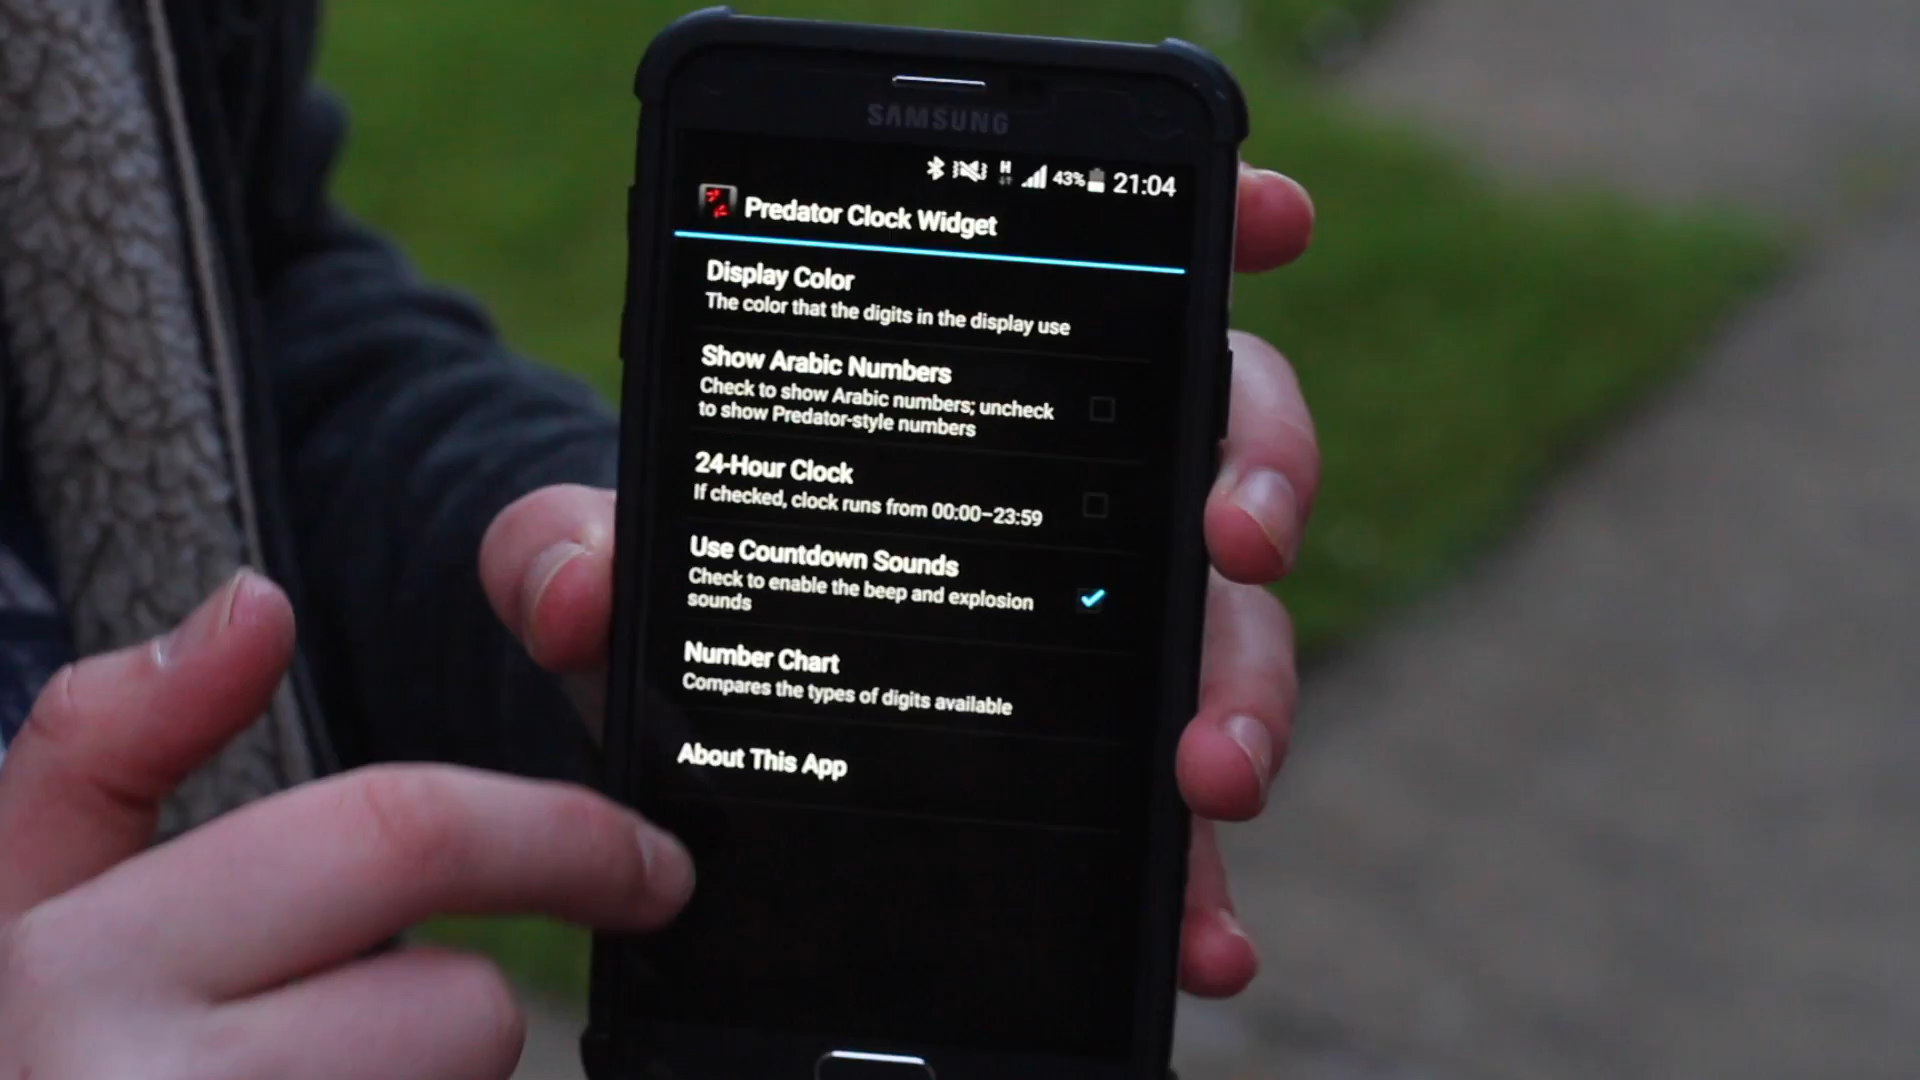 SAMSUNG
H 43% 21:04
Predator Clock Widget
Display Color
The color that the digits in the display use
Show Arabic Numbers
Check to show Arabic numbers; uncheck
to show Predator-style numbers
24-Hour Clock
If checked, clock runs from 00:00–23:59
Use Countdown Sounds
Check to enable the beep and explosion
sounds
Number Chart
Compares the types of digits available
About This App